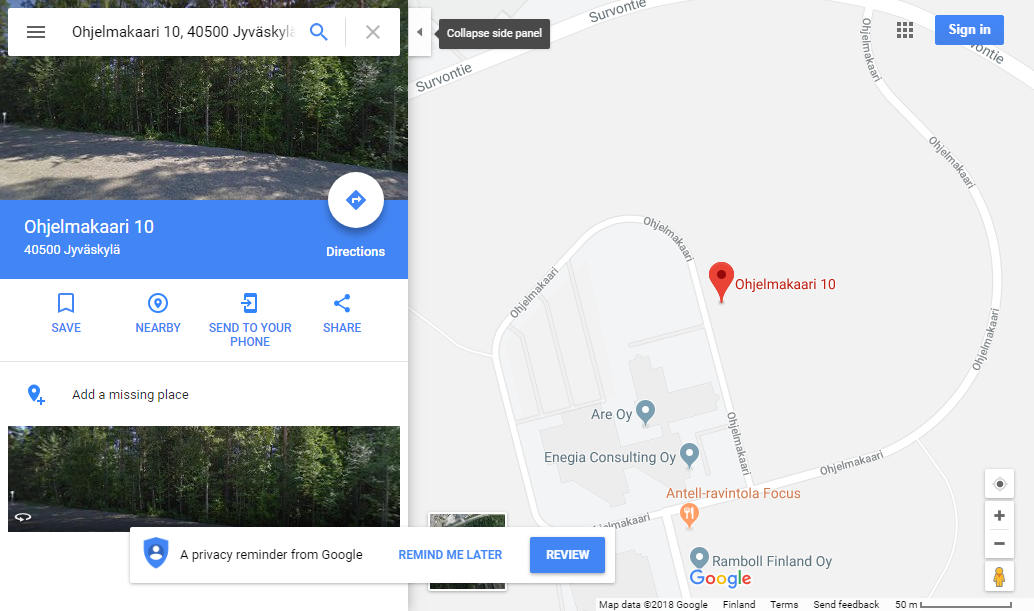 Ohjelmakaari 10, 40500 Jyväskylä
Collapse side panel
Sign in
Ohjelmakaari 10
40500 Jyväskylä
Directions
SAVE
NEARBY
SEND TO YOUR
PHONE
SHARE
Add a missing place
A privacy reminder from Google
REMIND ME LATER
REVIEW
Survontie
Survontie
vontie
Ohjelmakaari
Ohjelmakaari
Ohjelmakaari
Ohjelmakaari
Ohjelmakaari 10
Ohjelmakaari
Are Oy
Ohjelmakaari
Enegia Consulting Oy
Ohjelmakaari
Antell-ravintola Focus
hjelmakaari
Ramboll Finland Oy
Google
Map data ©2018 Google Finland Terms Send feedback 50 m